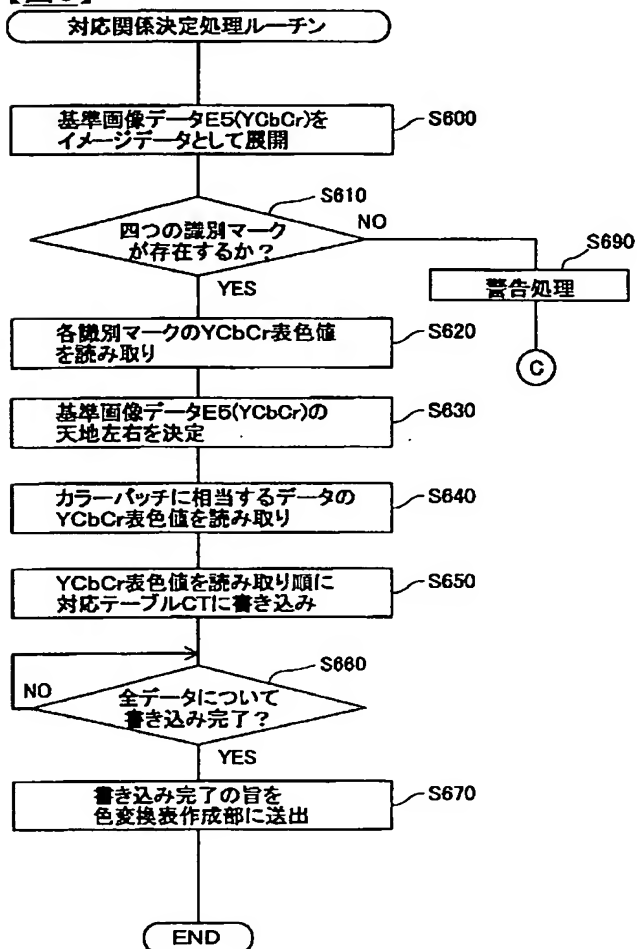 対応関係決定処理ルーチン
基準画像データE5(YCbCr)を
イメージデータとして展開
S600
S610
四つの識別マーク
が存在するか?
NO
YES
S690
警告処理
C
各識別マークのYCbCr表色値
を読み取り
S620
基準画像データE5(YCbCr)の
天地左右を決定
S630
カラーパッチに相当するデータの
YCbCr表色値を読み取り
S640
YCbCr表色値を読み取り順に
対応テーブルCTに書き込み
S650
S660
NO
全データについて
書き込み完了?
YES
書き込み完了の旨を
色変換表作成部に送出
S670
END